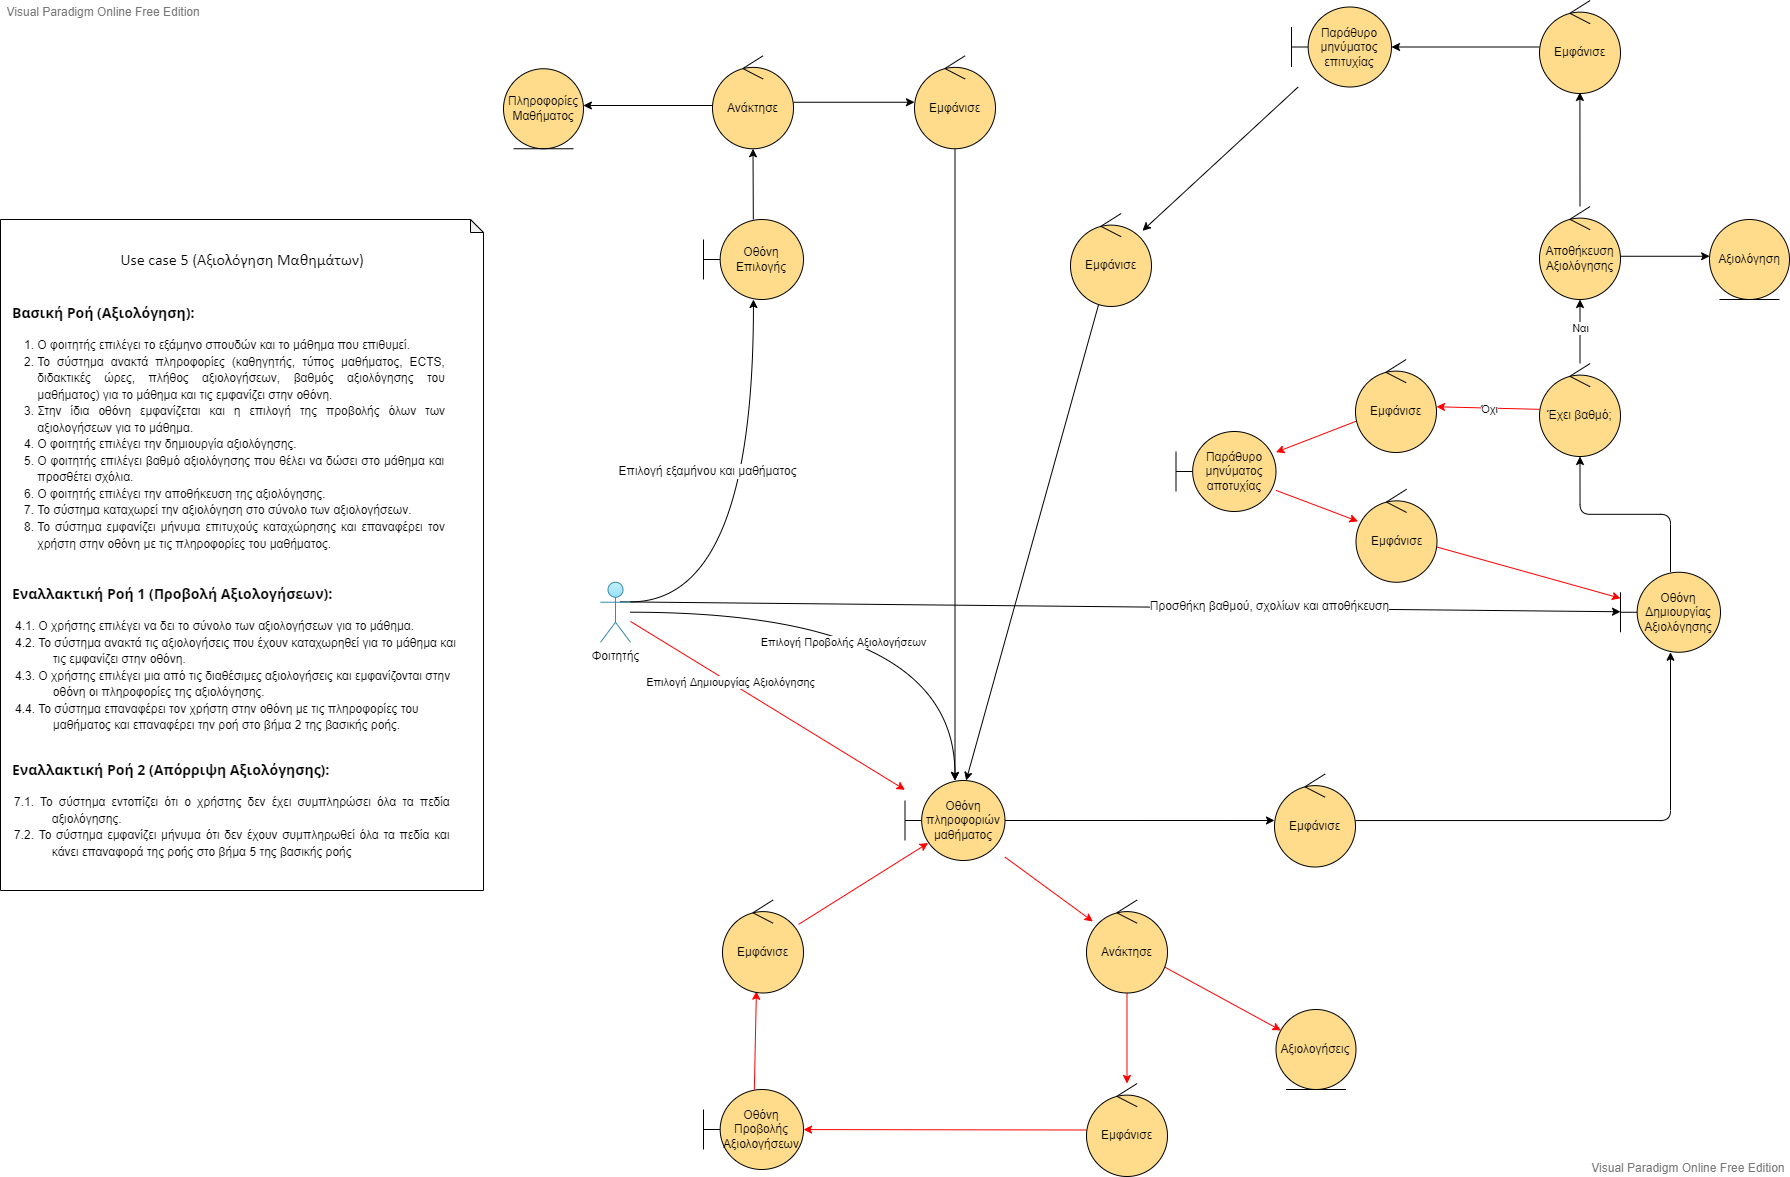 Visual Paradigm Online Free Edition
Use case 5 (Αξιολόγηση Μαθημάτων)
Βασική Ροή (Αξιολόγηση):
1. Ο φοιτητής επιλέγει το εξάμηνο σπουδών και το μάθημα που επιθυμεί.
2. Το σύστημα ανακτά πληροφορίες (καθηγητής, τύπος μαθήματος, ECTS,
διδακτικές ώρες, πλήθος αξιολογήσεων, βαθμός αξιολόγησης του
μαθήματος) για το μάθημα και τις εμφανίζει στην οθόνη.
3. Στην ίδια οθόνη εμφανίζεται και η επιλογή της προβολής όλων των
αξιολογήσεων για το μάθημα.
4. Ο φοιτητής επιλέγει την δημιουργία αξιολόγησης.
5. Ο φοιτητής επιλέγει βαθμό αξιολόγησης που θέλει να δώσει στο μάθημα και
προσθέτει σχόλια.
6. Ο φοιτητής επιλέγει την αποθήκευση της αξιολόγησης.
7. Το σύστημα καταχωρεί την αξιολόγηση στο σύνολο των αξιολογήσεων.
8. Το σύστημα εμφανίζει μήνυμα επιτυχούς καταχώρησης και επαναφέρει τον
χρήστη στην οθόνη με τις πληροφορίες του μαθήματος.
Εναλλακτική Ροή 1 (Προβολή Αξιολογήσεων):
4.1. Ο χρήστης επιλέγει να δει το σύνολο των αξιολογήσεων για το μάθημα.
4.2. Το σύστημα ανακτά τις αξιολογήσεις που έχουν καταχωρηθεί για το μάθημα και
τις εμφανίζει στην οθόνη.
4.3. Ο χρήστης επιλέγει μια από τις διαθέσιμες αξιολογήσεις και εμφανίζονται στην
οθόνη οι πληροφορίες της αξιολόγησης.
4.4. Το σύστημα επαναφέρει τον χρήστη στην οθόνη με τις πληροφορίες του
μαθήματος και επαναφέρει την ροή στο βήμα 2 της βασικής ροής.
Εναλλακτική Ροή 2 (Απόρριψη Αξιολόγησης):
7.1. Το σύστημα εντοπίζει ότι ο χρήστης δεν έχει συμπληρώσει όλα τα πεδία
αξιολόγησης.
7.2. Το σύστημα εμφανίζει μήνυμα ότι δεν έχουν συμπληρωθεί όλα τα πεδία και
κάνει επαναφορά της ροής στο βήμα 5 της βασικής ροής
Πληροφορίες
Μαθήματος
Ανάκτησε
Εμφάνισε
Οθόνη
Επιλογής
Επιλογή εξαμήνου και μαθήματος
Φοιτητής
Επιλογή Προβολής Αξιολογήσεων
Επιλογή Δημιουργίας Αξιολόγησης
Προσθήκη βαθμού, σχολίων και αποθήκευση
Παράθυρο
μηνύματος
επιτυχίας
Εμφάνισε
Εμφάνισε
Αποθήκευση
Αξιολόγησης
Αξιολόγηση
Ναι
Εμφάνισε
Όχι
Έχει βαθμό;
Παράθυρο
μηνύματος
αποτυχίας
Εμφάνισε
Οθόνη
Δημιουργίας
Αξιολόγησης
Οθόνη
πληροφοριών
μαθήματος
Εμφάνισε
Εμφάνισε
Ανάκτησε
Αξιολογήσεις
Οθόνη
Προβολής
Αξιολογήσεων
Εμφάνισε
Visual Paradigm Online Free Edition